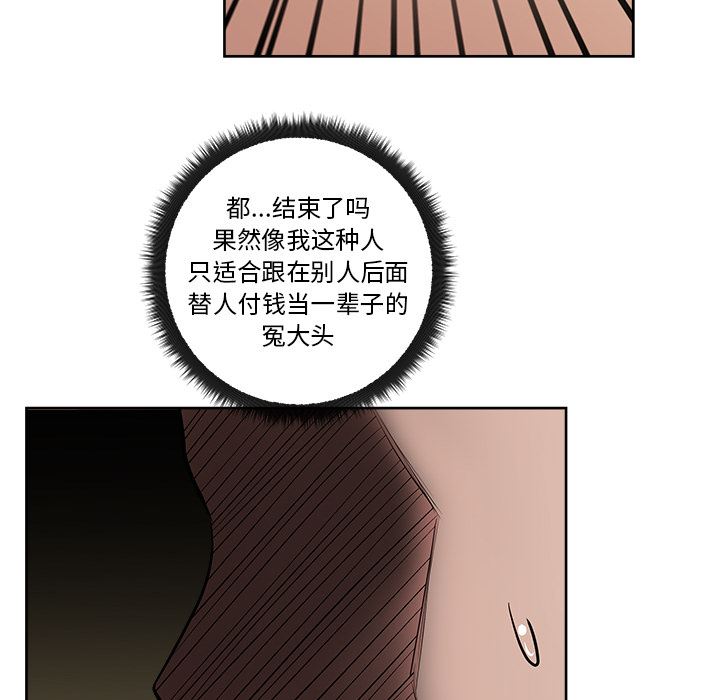 都...结束了吗
果然像我这种人
只适合跟在别人后面
替人付钱当一辈子的
冤大头